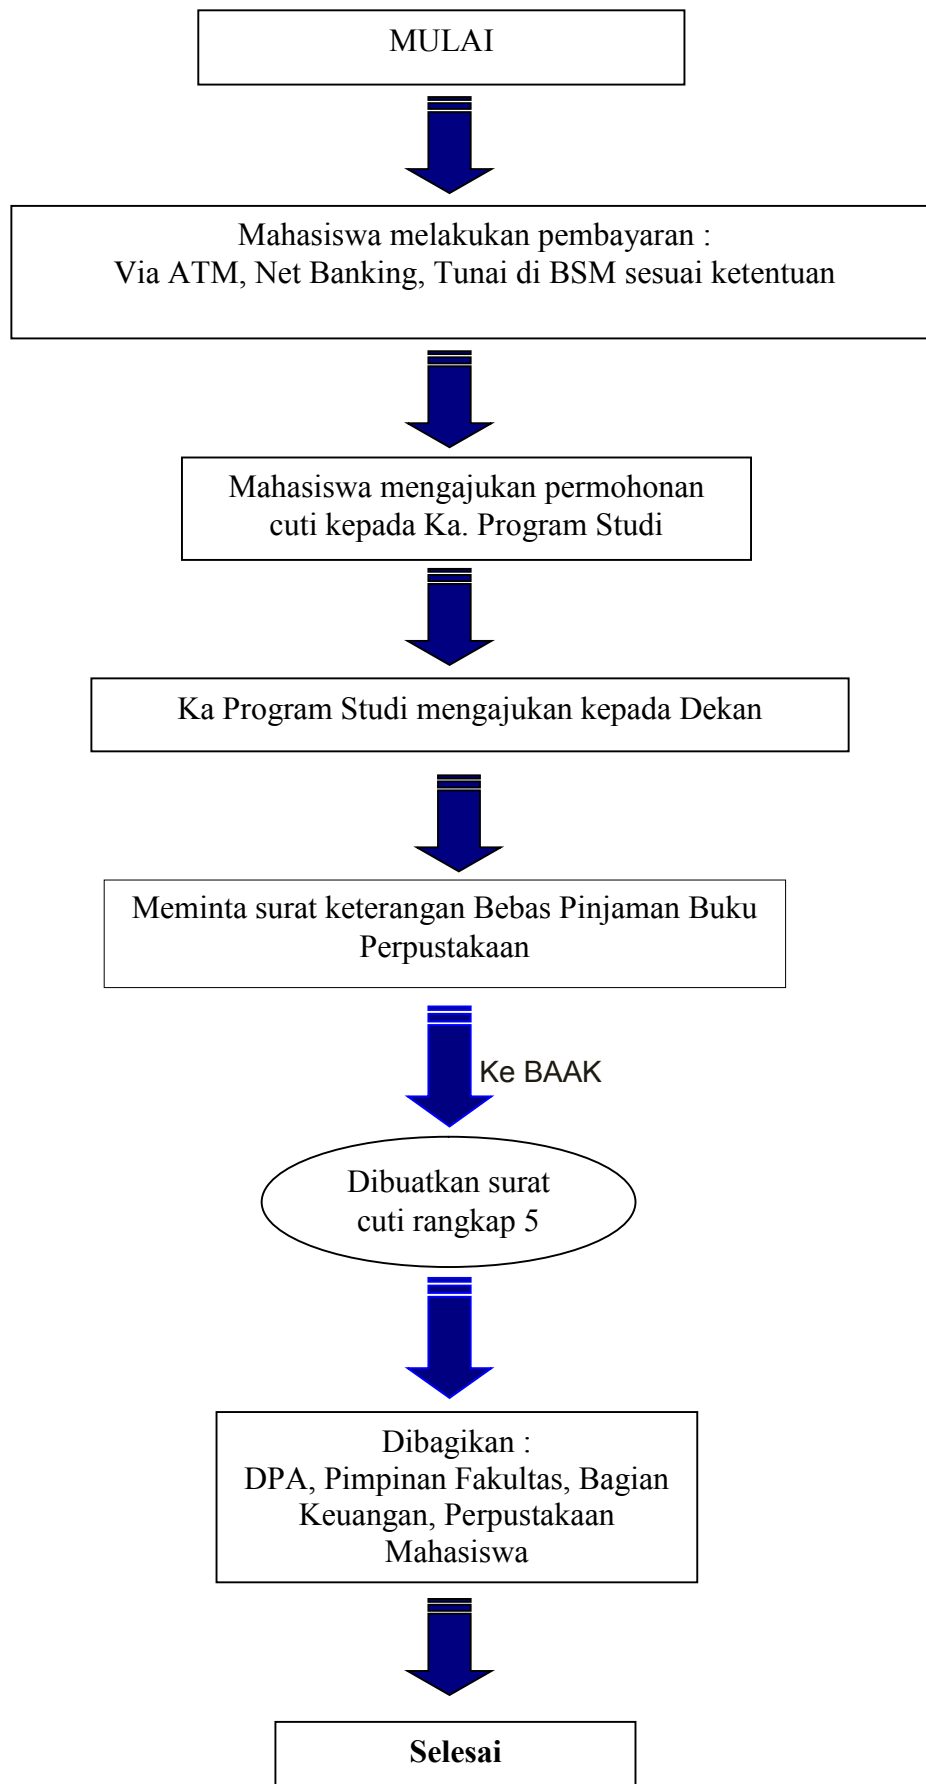 MULAI
Mahasiswa melakukan pembayaran :
Via ATM, Net Banking, Tunai di BSM sesuai ketentuan
Mahasiswa mengajukan permohonan
cuti kepada Ka. Program Studi
Ka Program Studi mengajukan kepada Dekan
Meminta surat keterangan Bebas Pinjaman Buku
Perpustakaan
Ke BAAK
Dibuatkan surat
cuti rangkap 5
Dibagikan :
DPA, Pimpinan Fakultas, Bagian
Keuangan, Perpustakaan
Mahasiswa
Selesai